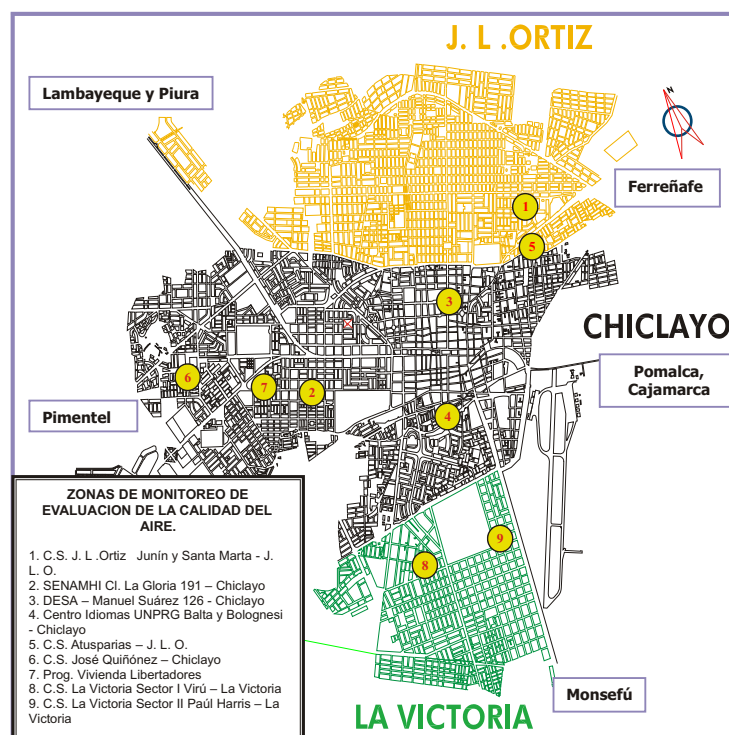 J. L .ORTIZ
Lambayeque y Piura
N
Ferreñafe
1
5
3
CHICLAYO
Pomalca,
Cajamarca
6
7
2
4
Pimentel
ZONAS DE MONITOREO DE
EVALUACION DE LA CALIDAD DEL
AIRE.
1. C.S. J. L .Ortiz   Junín y Santa Marta - J.
L. O.
2. SENAMHI Cl. La Gloria 191 – Chiclayo
3. DESA – Manuel Suárez 126 - Chiclayo
4. Centro Idiomas UNPRG Balta y Bolognesi
- Chiclayo
5. C.S. Atusparias – J. L. O.
6. C.S. José Quiñónez – Chiclayo
7. Prog. Vivienda Libertadores
8. C.S. La Victoria Sector I Virú – La Victoria
9. C.S. La Victoria Sector II Paúl Harris – La
Victoria
9
8
Monsefú
LA VICTORIA